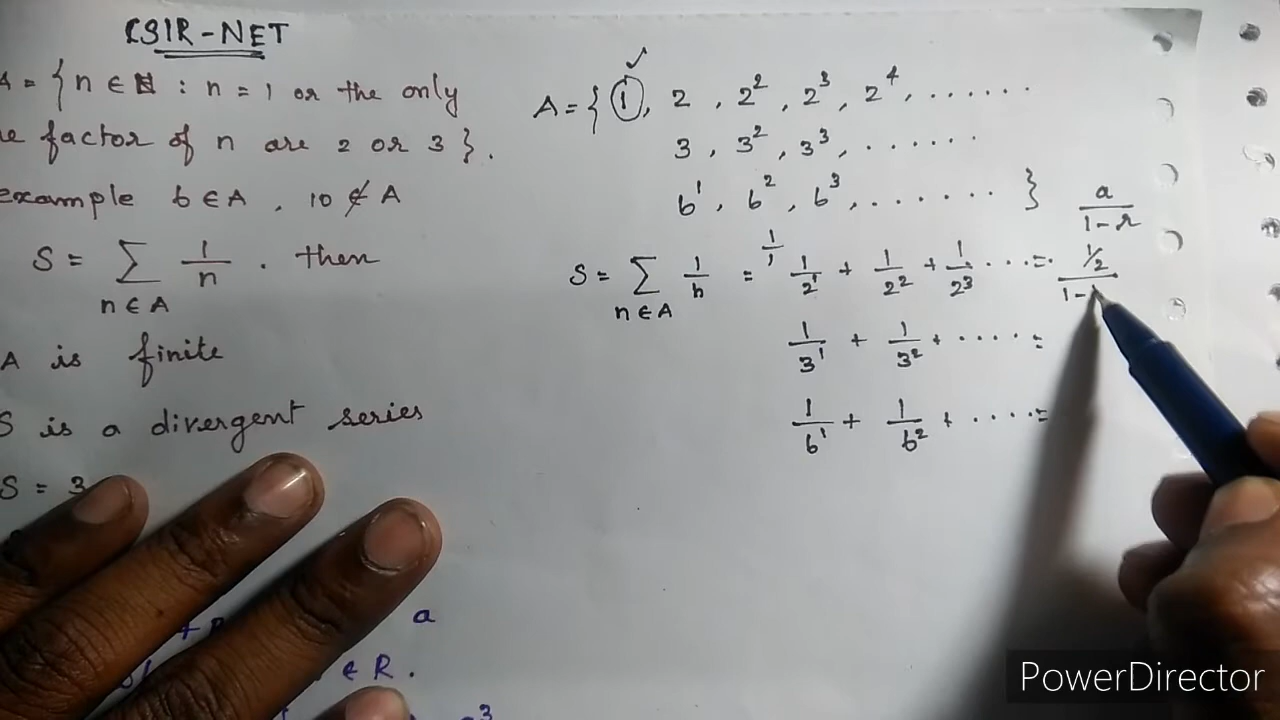 CSIR-NET
A = { n ∈ N : n = 1 or the only
factor of n are 2 or 3 } .
example 6 ∈ A , 10 ∉ A
S = ∑ 1/n . then
n ∈ A
A is finite
S is a divergent series
S = 3
a
∈ R .
A = { 1 , 2 , 2² , 2³ , 2⁴ , .......
3 , 3² , 3³ , ......
6¹ , 6² , 6³ , ....... }
a/(1-r)
S = ∑ 1/n = 1/1 1/2¹ + 1/2² + 1/2³ ..... = (1/2)/(1-
n ∈ A
1/3¹ + 1/3² + ..... =
1/6¹ + 1/6² + ..... =
PowerDirector